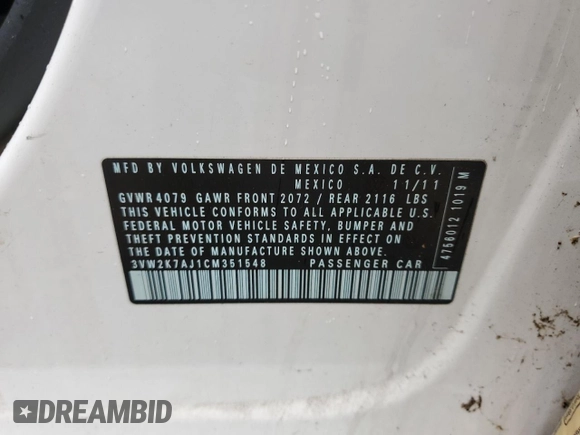 MFD BY VOLKSWAGEN DE MEXICO S.A. DE C.V.
MEXICO 11/11
GVWR 4079 GAWR FRONT 2072 / REAR 2116 LBS
THIS VEHICLE CONFORMS TO ALL APPLICABLE U.S.
FEDERAL MOTOR VEHICLE SAFETY, BUMPER AND
THEFT PREVENTION STANDARDS IN EFFECT ON
THE DATE OF MANUFACTURE SHOWN ABOVE.
3VW2K7AJ1CM351548 PASSENGER CAR
4756012 1019 M
DREAMBID